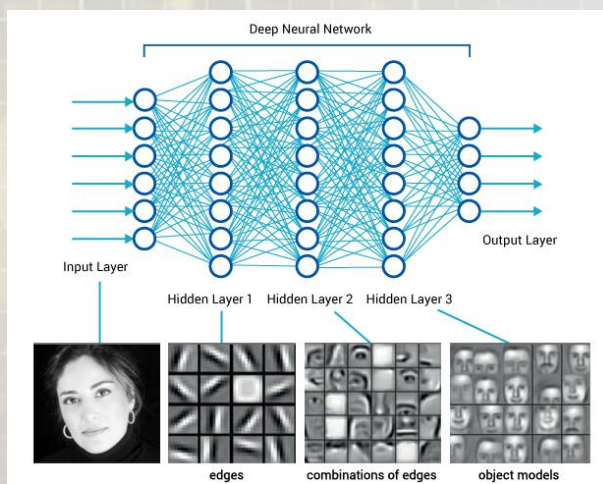 Deep Neural Network
Input Layer
Output Layer
Hidden Layer 1
Hidden Layer 2
Hidden Layer 3
edges
combinations of edges
object models